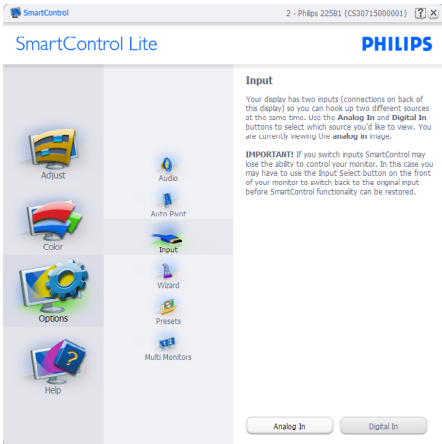 SmartControl
2 - Philips 225B1 (CS30715000001)
? X
SmartControl Lite
PHILIPS
Adjust
Color
Options
Help
Audio
Auto Pivot
Input
Wizard
Presets
Multi Monitors
Input
Your display has two inputs (connections on back of
this display) so you can hook up two different sources
at the same time. Use the Analog In and Digital In
buttons to select which source you'd like to view. You
are currently viewing the analog in image.
IMPORTANT! If you switch inputs SmartControl may
lose the ability to control your monitor. In this case you
may have to use the Input Select button on the front
of your monitor to switch back to the original input
before SmartControl functionality can be restored.
Analog In
Digital In